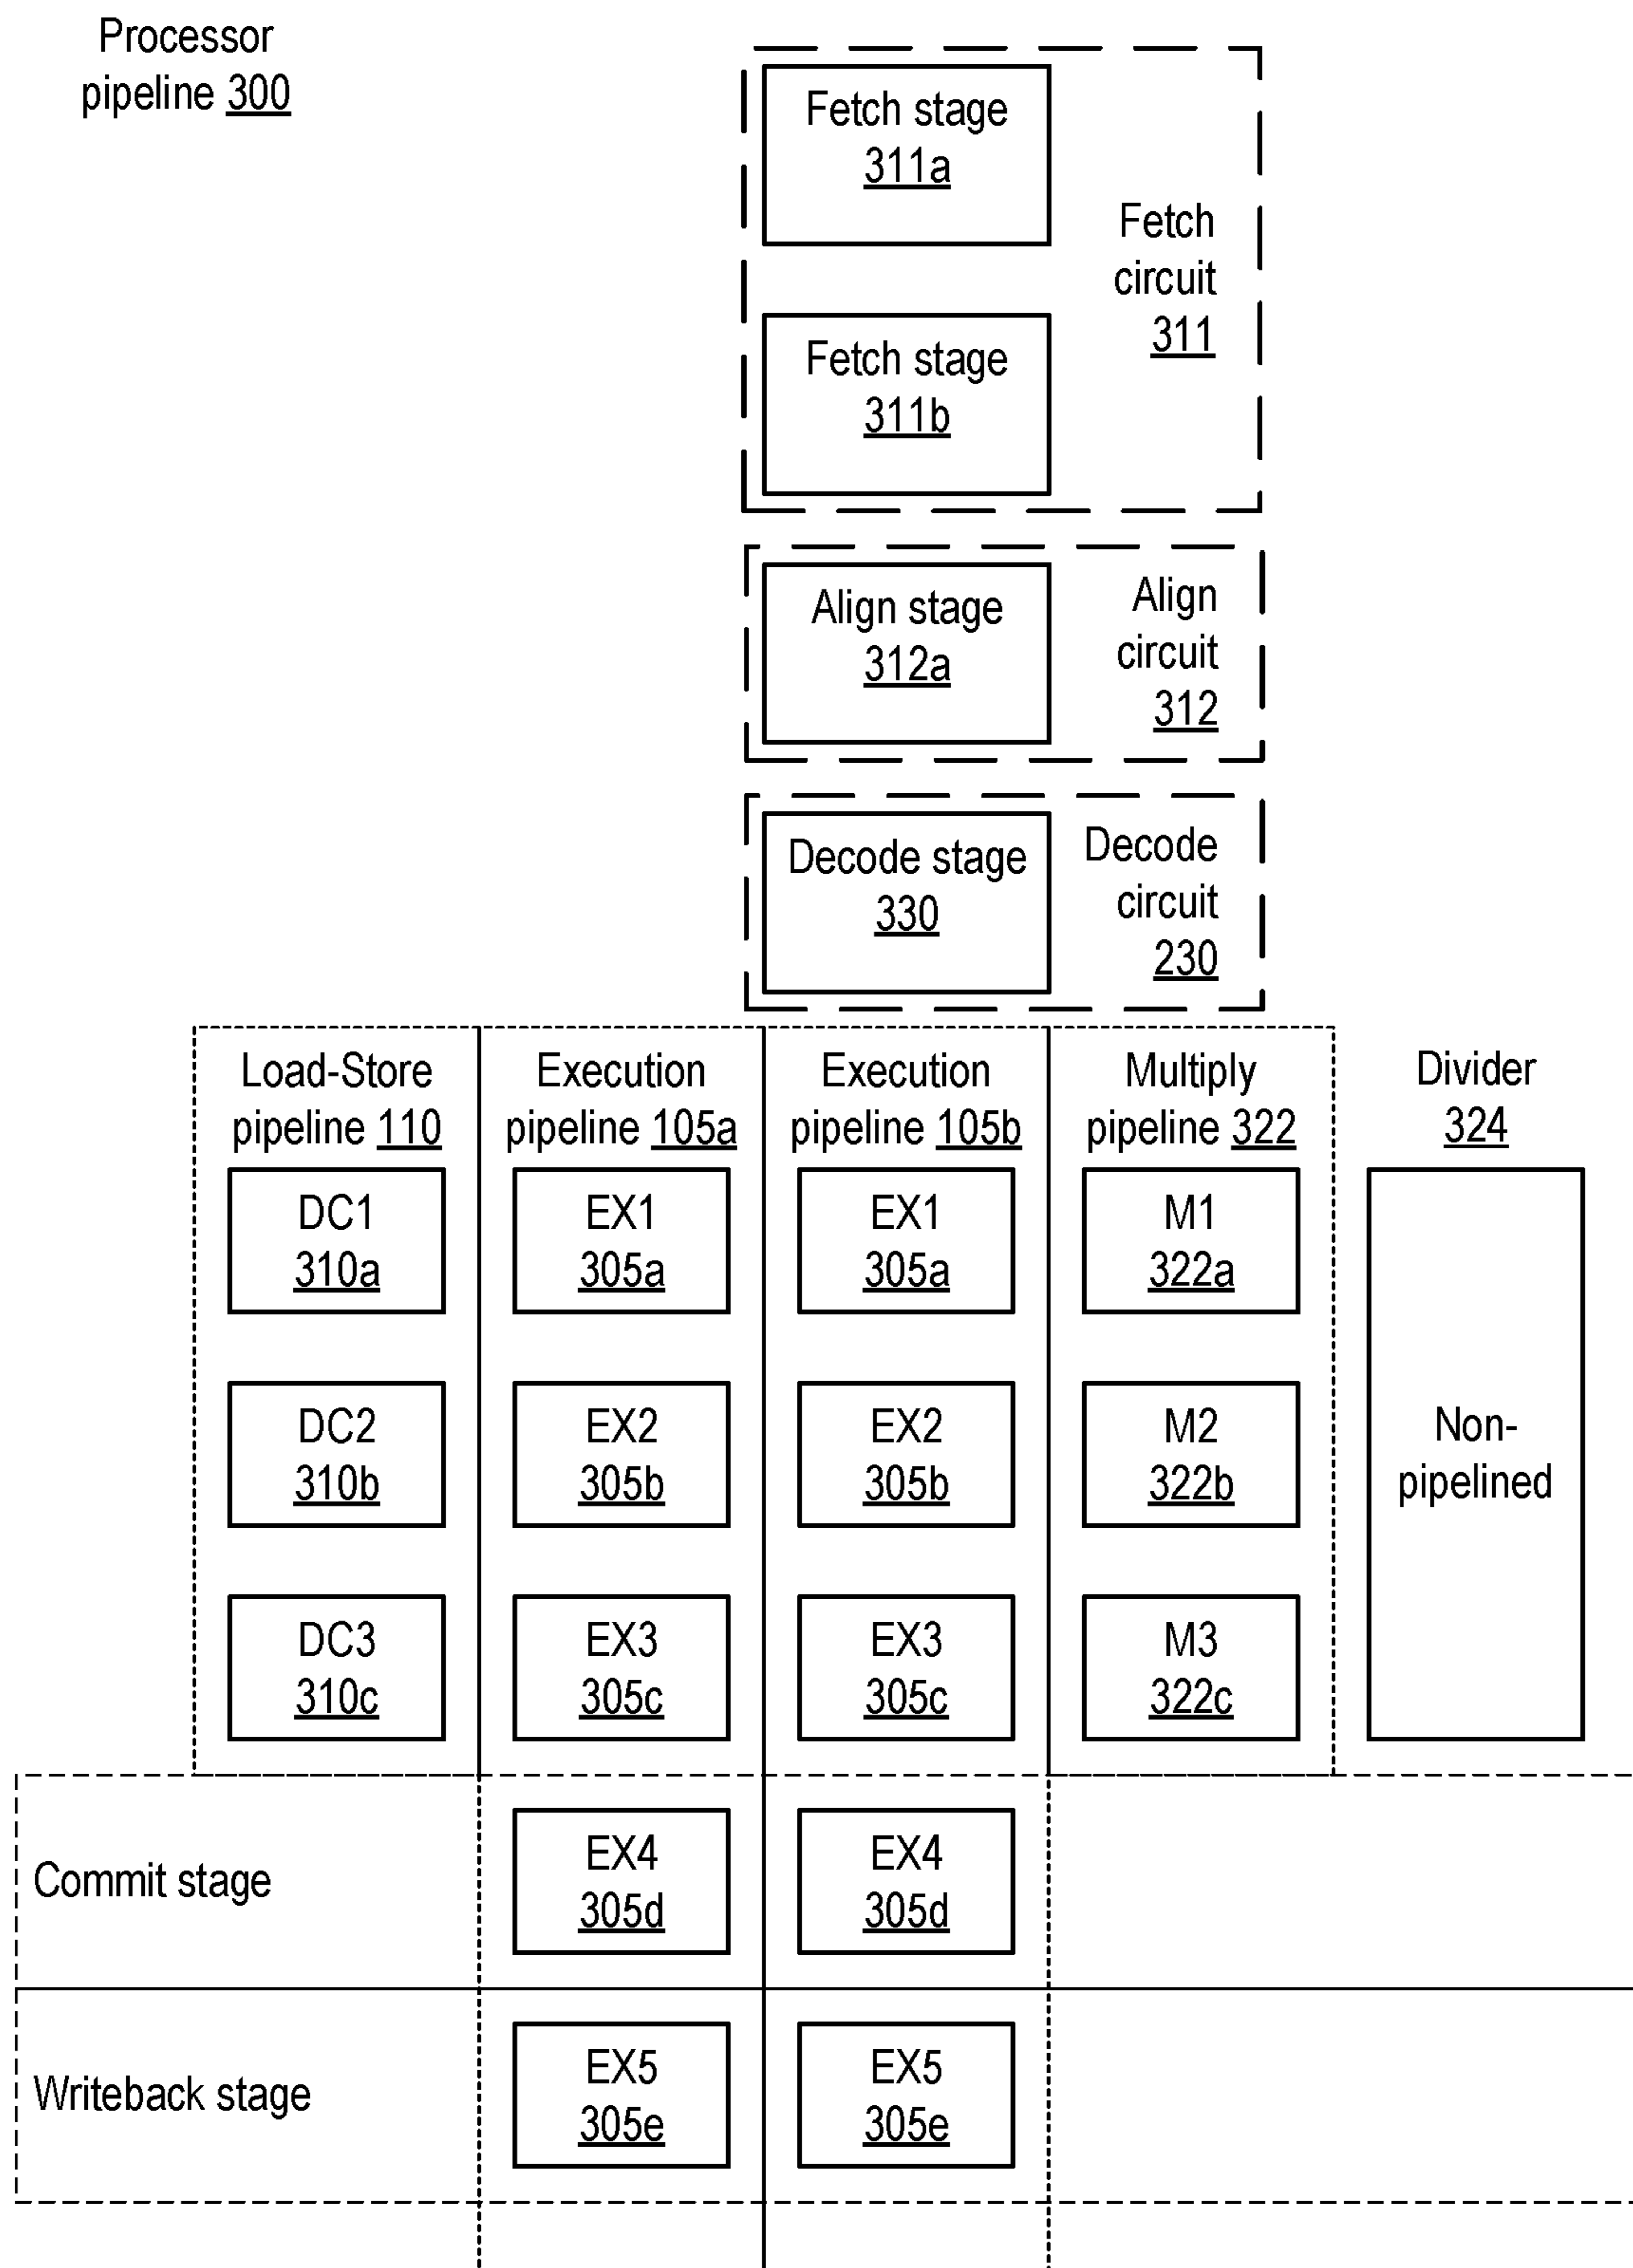 Processor
pipeline 300
Fetch stage
311a
Fetch
circuit
311
Fetch stage
311b
Align stage
312a
Align
circuit
312
Decode stage
330
Decode
circuit
230
Load-Store
pipeline 110
Execution
pipeline 105a
Execution
pipeline 105b
Multiply
pipeline 322
Divider
324
DC1
310a
EX1
305a
EX1
305a
M1
322a
DC2
310b
EX2
305b
EX2
305b
M2
322b
Non-
pipelined
DC3
310c
EX3
305c
EX3
305c
M3
322c
Commit stage
EX4
305d
EX4
305d
Writeback stage
EX5
305e
EX5
305e